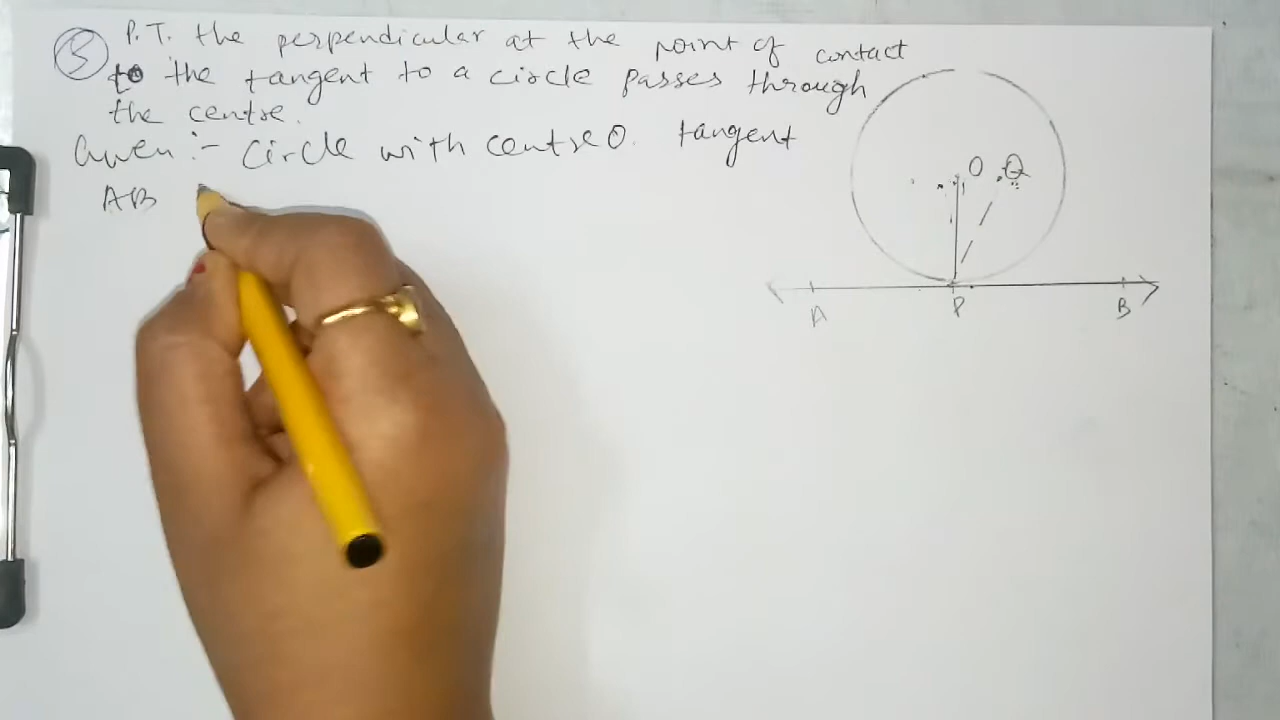 5 P.T. the perpendicular at the point of contact
to the tangent to a circle passes through
the centre.
Given :- Circle with centre O. tangent
AB
O Q
A P B